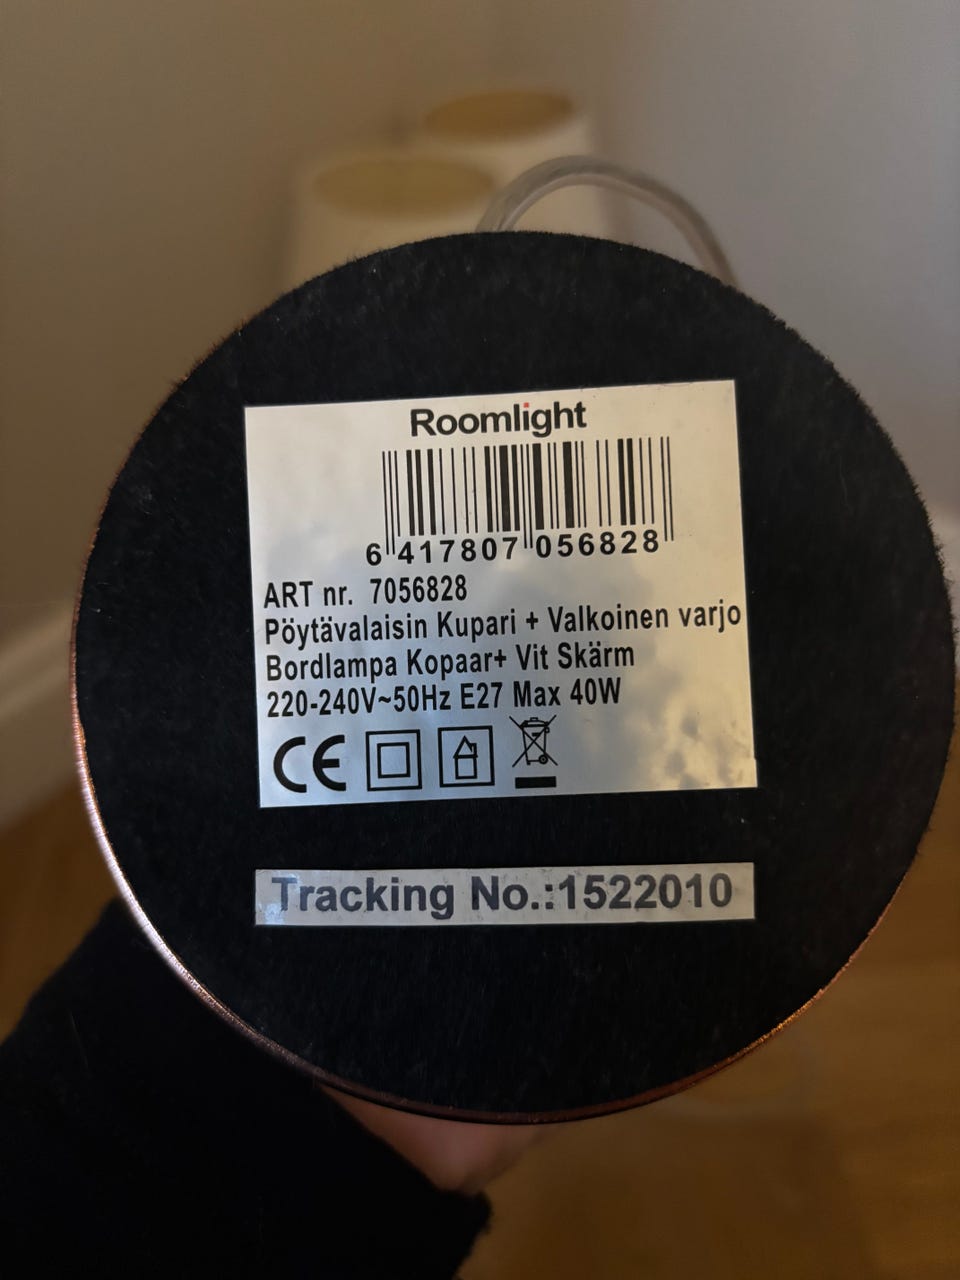 Roomlight
6 417807 056828
ART nr. 7056828
Pöytävalaisin Kupari + Valkoinen varjo
Bordlampa Kopaar+ Vit Skärm
220-240V~50Hz E27 Max 40W
CE
Tracking No.:1522010